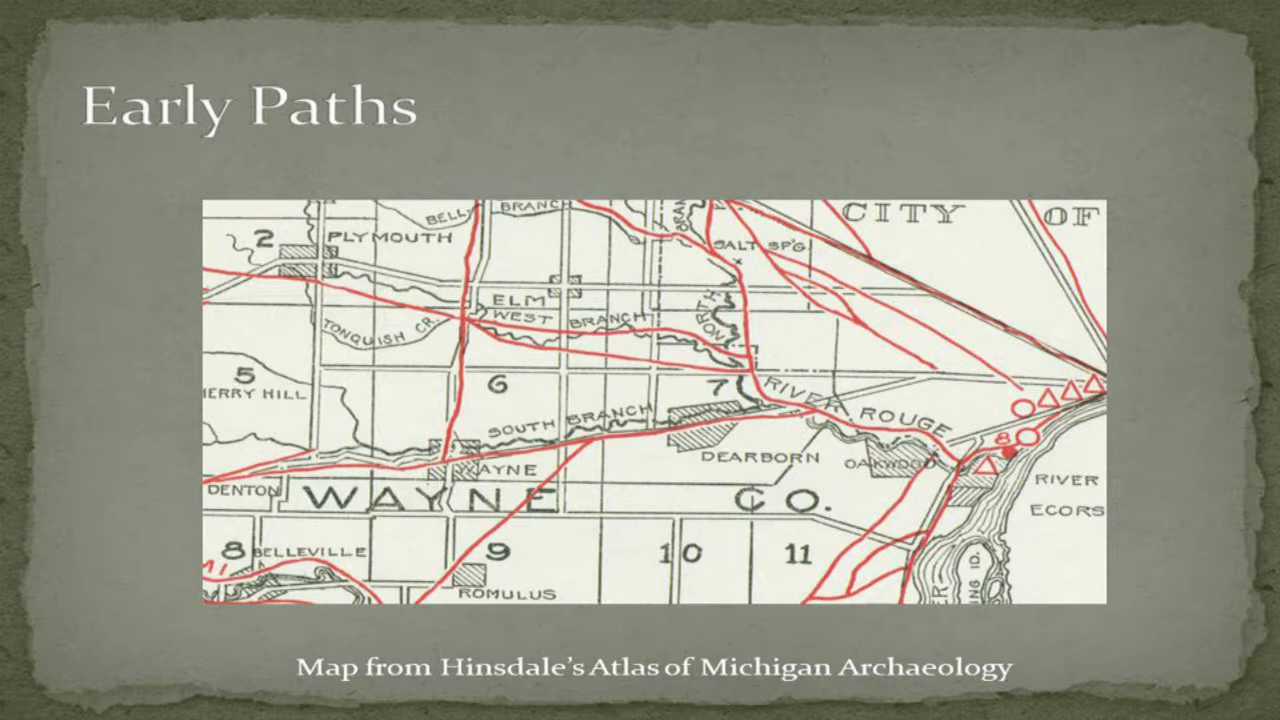 Early Paths
BELL
BRANCH
CITY
OF
2
PLYMOUTH
SALT SP'G
ELM
WEST BRANCH
NORTH
TONQUISH CR.
5
HERRY HILL
6
7
RIVER ROUGE
SOUTH BRANCH
8
DEARBORN
OAKWOOD
WAYNE
RIVER
DENTON
WAYNE CO.
ECORS
8
BELLEVILLE
9
10
11
ROMULUS
Map from Hinsdale's Atlas of Michigan Archaeology